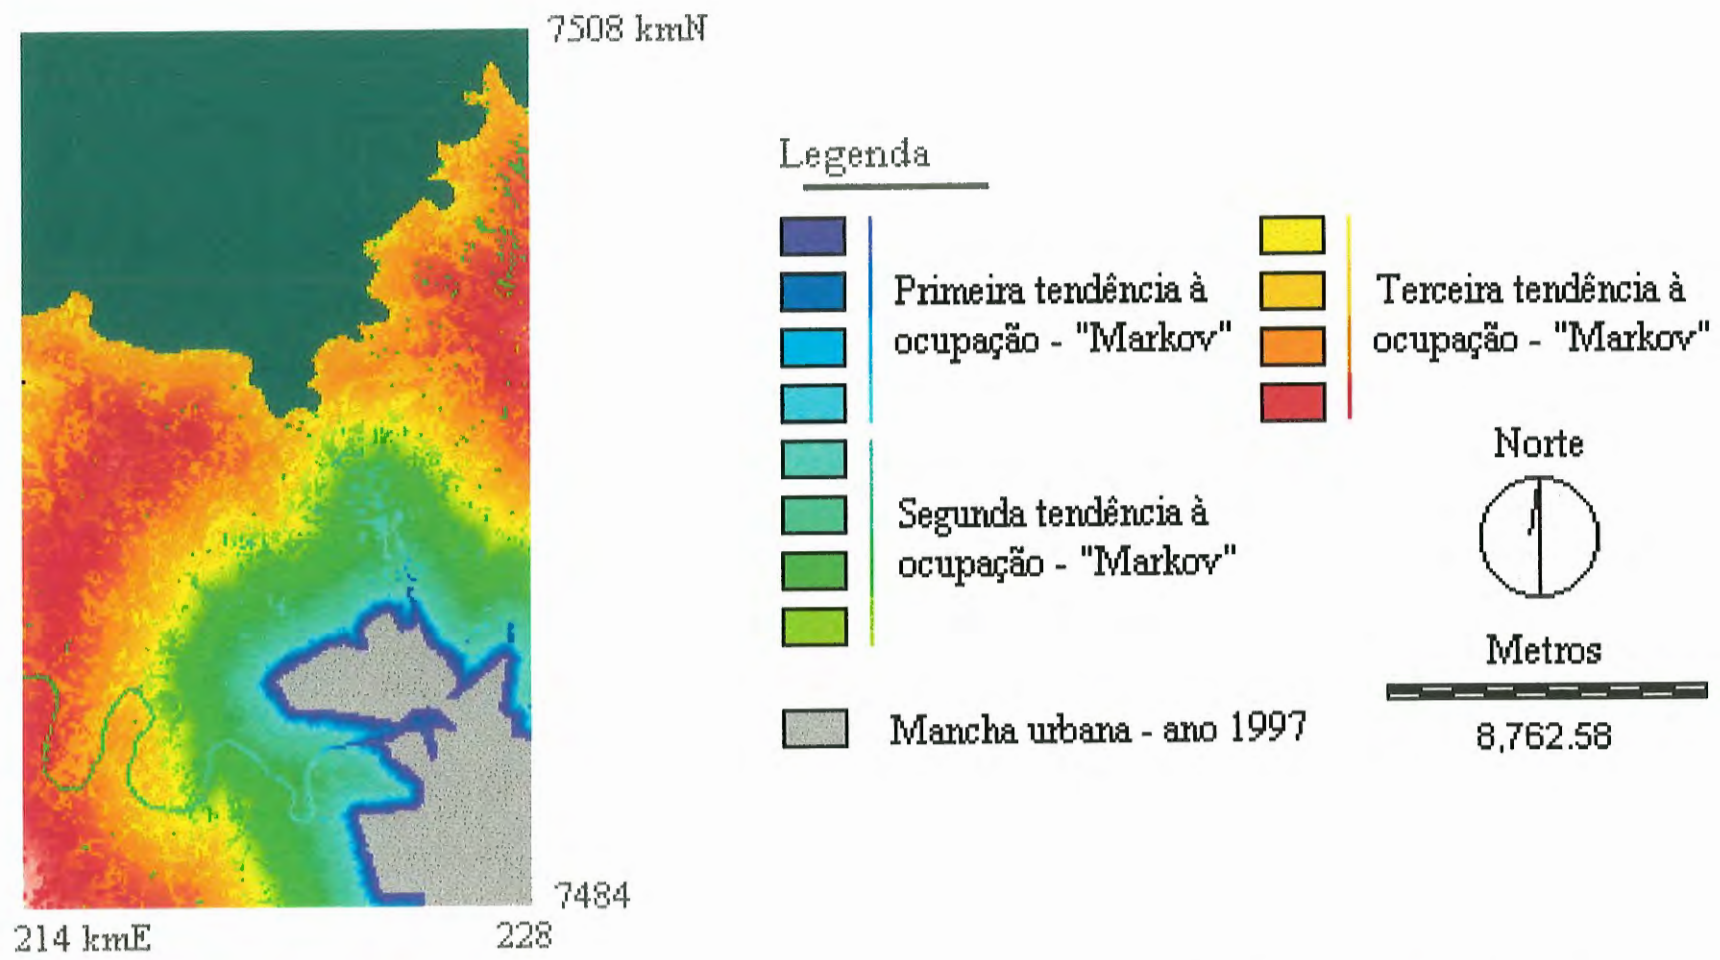 7508 kmN
Legenda
Primeira tendência à
ocupação - "Markov"
Terceira tendência à
ocupação - "Markov"
Segunda tendência à
ocupação - "Markov"
Norte
Metros
8,762.58
Mancha urbana - ano 1997
7484
214 kmE
228